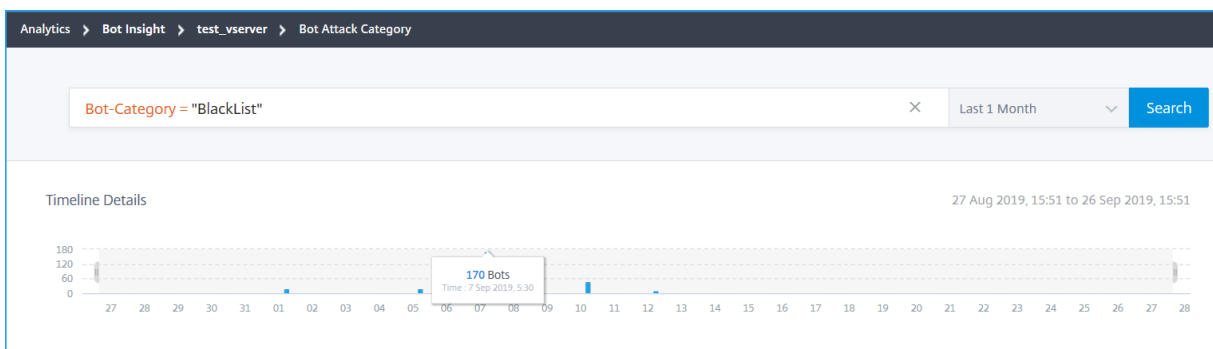 Analytics > Bot Insight > test_vserver > Bot Attack Category
Bot-Category = "BlackList" × Last 1 Month Search
Timeline Details 27 Aug 2019, 15:51 to 26 Sep 2019, 15:51
180
120
60
0
170 Bots
Time : 7 Sep 2019, 5:30
27 28 29 30 31 01 02 03 04 05 06 07 08 09 10 11 12 13 14 15 16 17 18 19 20 21 22 23 24 25 26 27 28